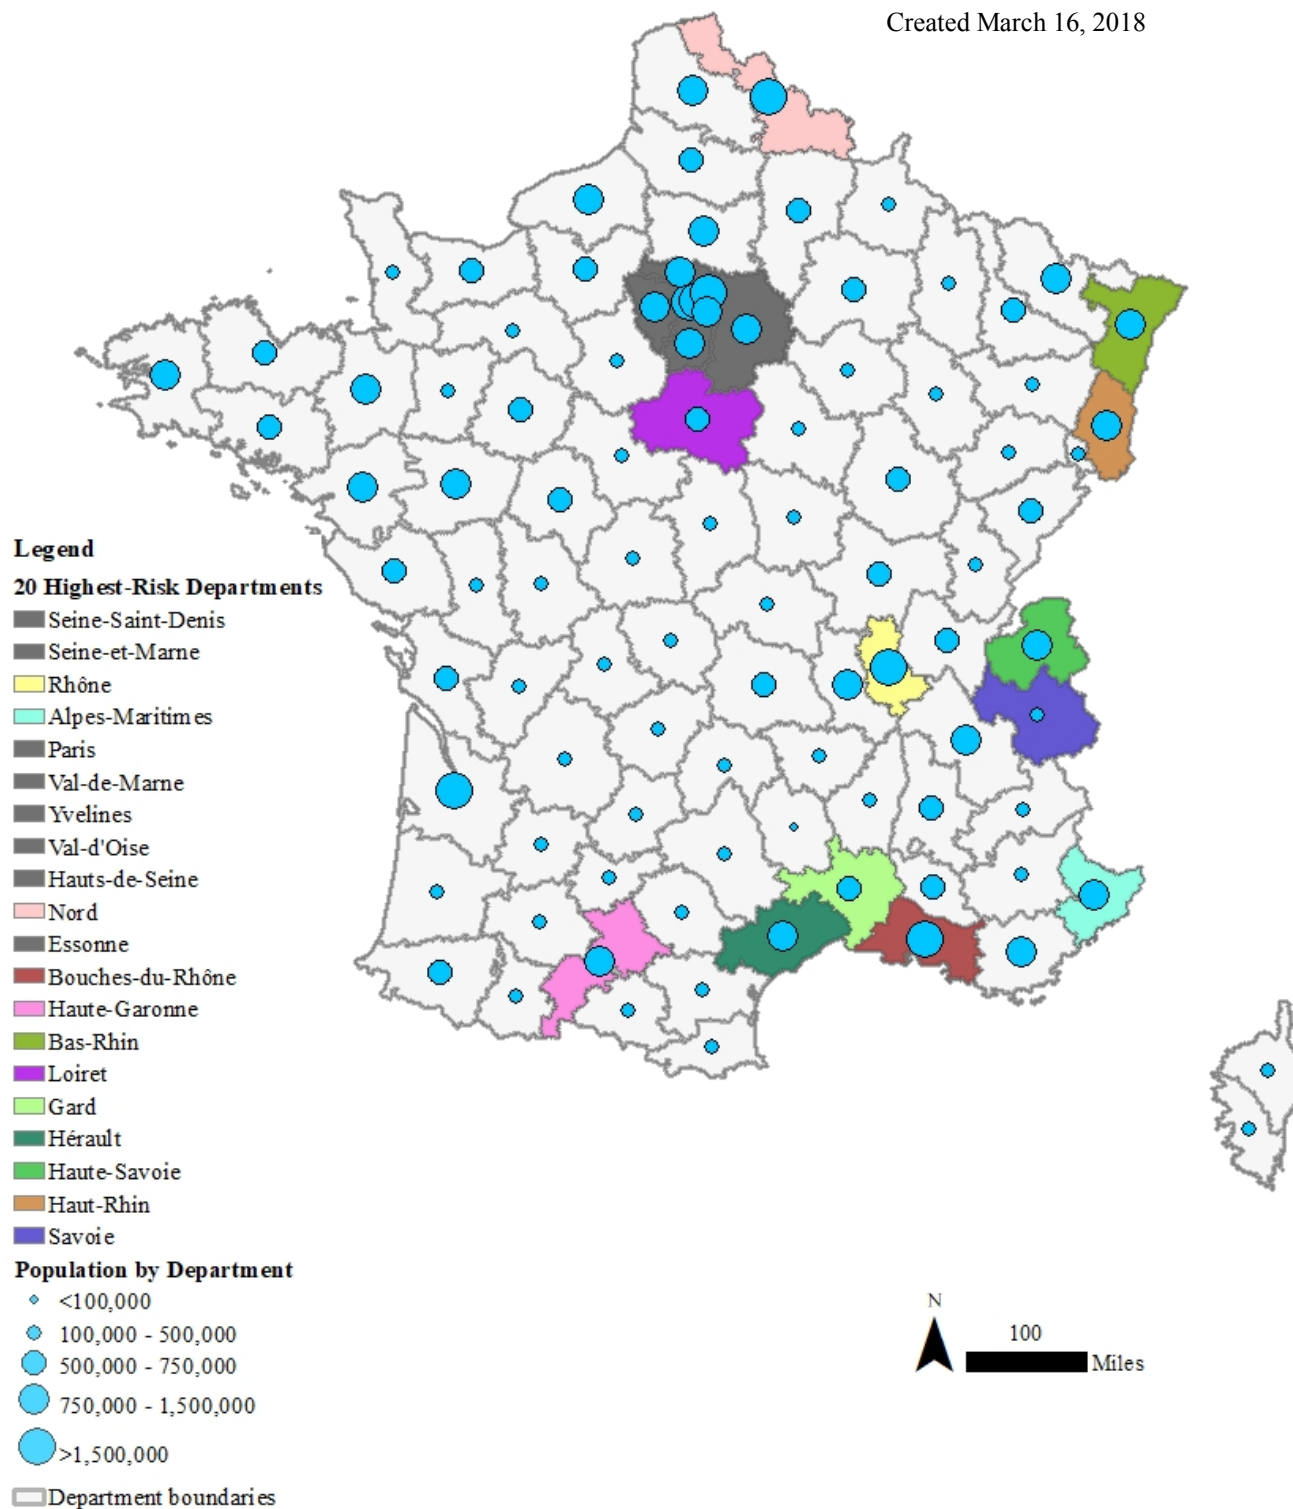 Created March 16, 2018
Legend
20 Highest-Risk Departments
Seine-Saint-Denis
Seine-et-Marne
Rhône
Alpes-Maritimes
Paris
Val-de-Marne
Yvelines
Val-d'Oise
Hauts-de-Seine
Nord
Essonne
Bouches-du-Rhône
Haute-Garonne
Bas-Rhin
Loiret
Gard
Hérault
Haute-Savoie
Haut-Rhin
Savoie
Population by Department
<100,000
100,000 - 500,000
500,000 - 750,000
750,000 - 1,500,000
>1,500,000
Department boundaries
N
100
Miles